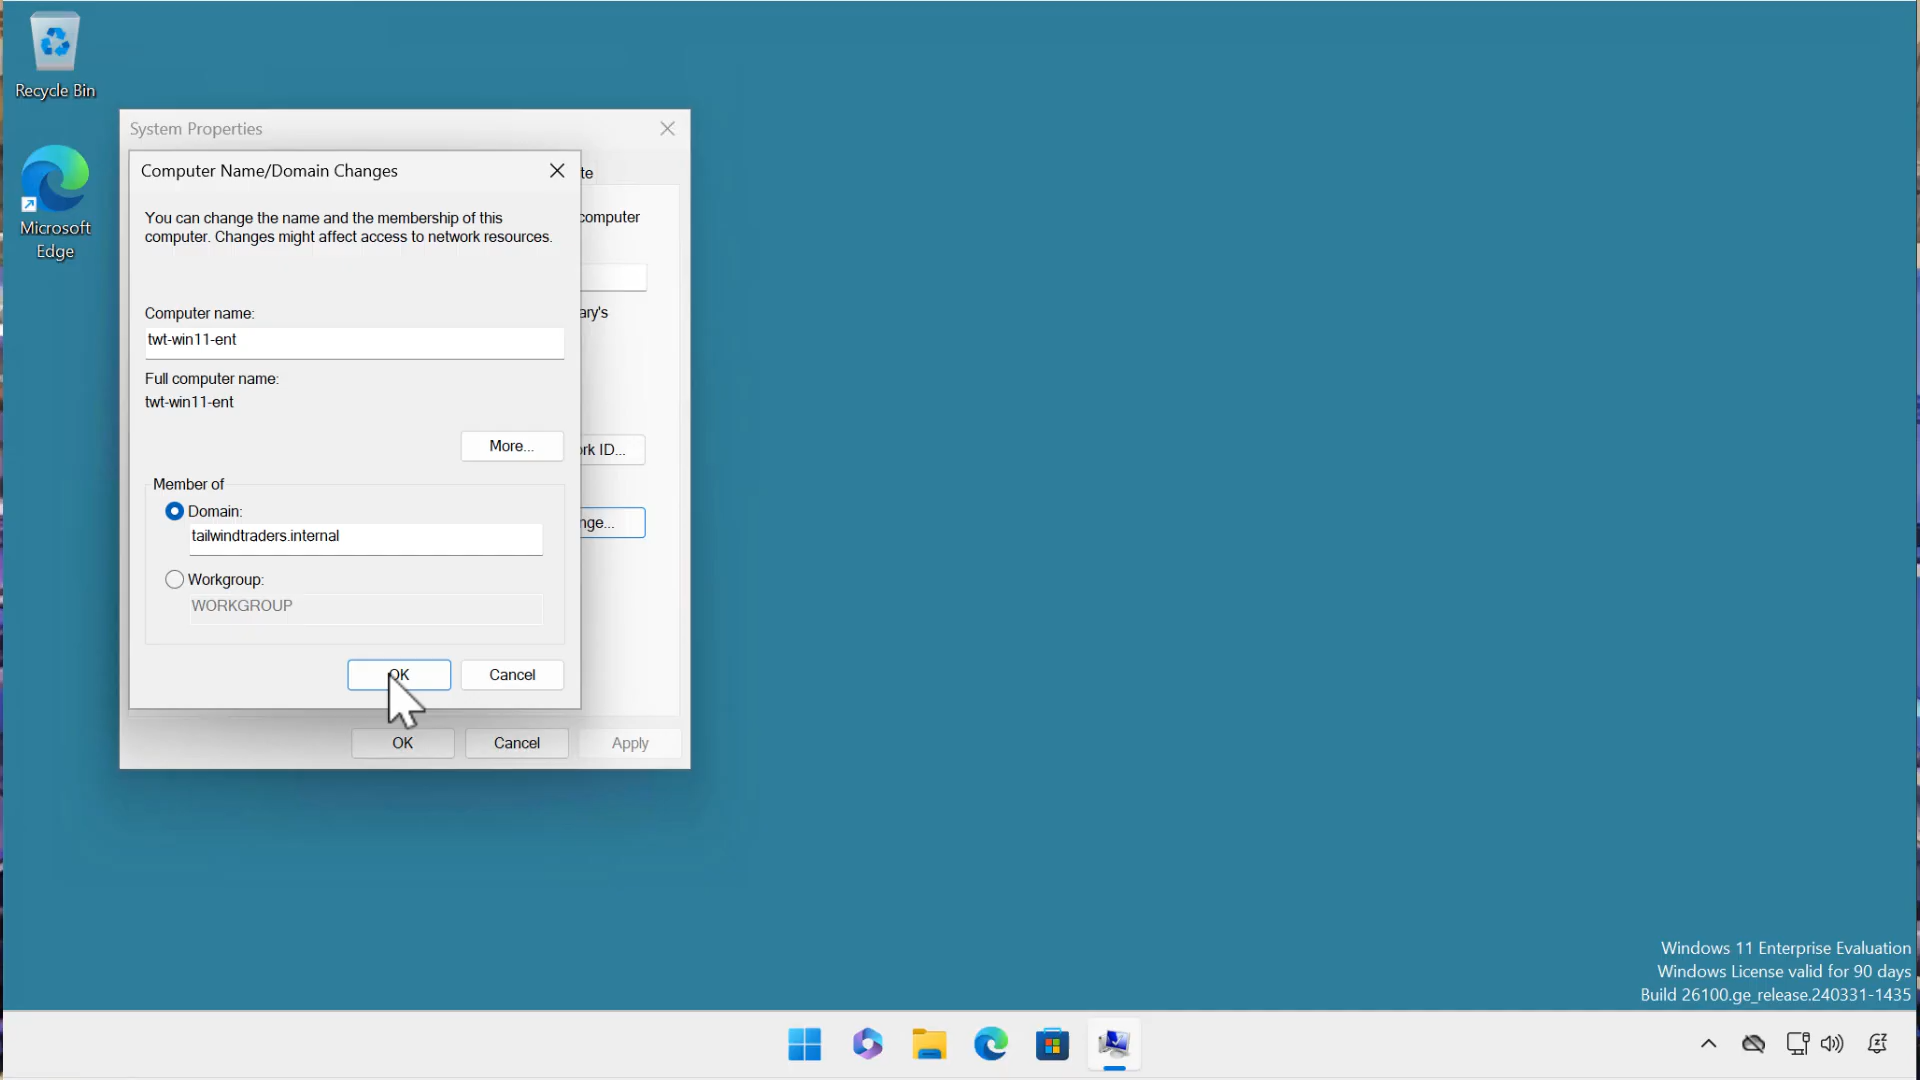 Recycle Bin
Microsoft
Edge
System Properties
Computer Name/Domain Changes
te
You can change the name and the membership of this
computer. Changes might affect access to network resources.
computer
Computer name:
ary's
twt-win11-ent
Full computer name:
twt-win11-ent
More...
rk ID...
Member of
Domain:
nge...
tailwindtraders.internal
Workgroup:
WORKGROUP
OK
Cancel
OK
Cancel
Apply
Windows 11 Enterprise Evaluation
Windows License valid for 90 days
Build 26100.ge_release.240331-1435